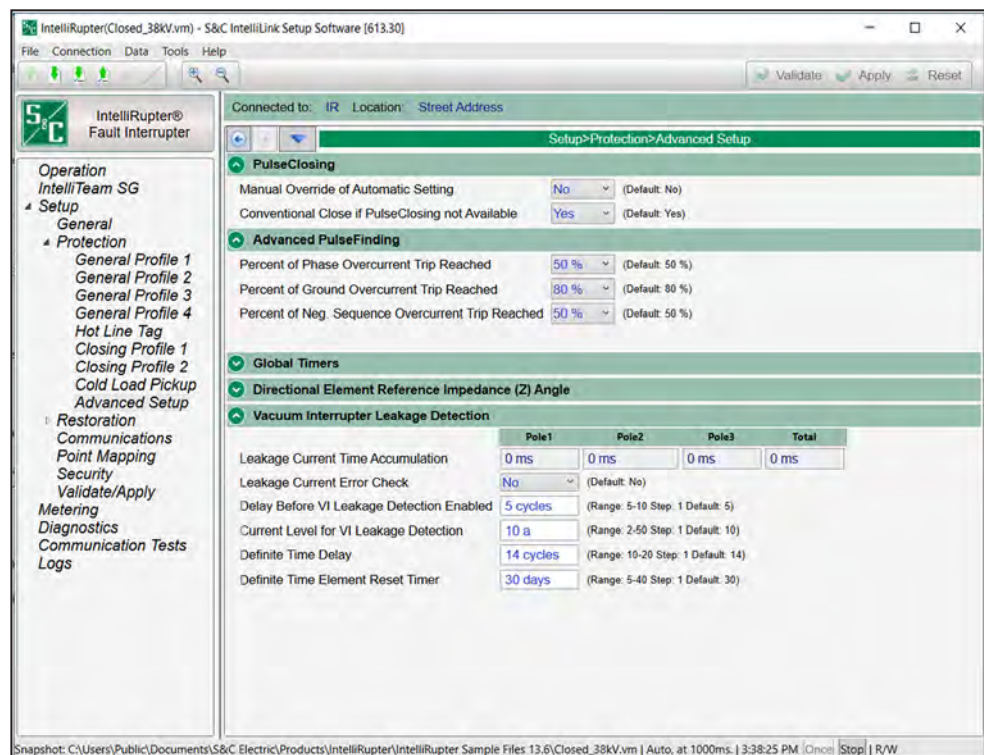 IntelliRupter(Closed_38kV.vm) - S&C IntelliLink Setup Software [613.30]
File Connection Data Tools Help
Validate Apply Reset
S&C
IntelliRupter®
Fault Interrupter
Connected to: IR Location: Street Address
Setup>Protection>Advanced Setup
Operation
IntelliTeam SG
Setup
General
Protection
General Profile 1
General Profile 2
General Profile 3
General Profile 4
Hot Line Tag
Closing Profile 1
Closing Profile 2
Cold Load Pickup
Advanced Setup
Restoration
Communications
Point Mapping
Security
Validate/Apply
Metering
Diagnostics
Communication Tests
Logs
PulseClosing
Manual Override of Automatic Setting No (Default: No)
Conventional Close if PulseClosing not Available Yes (Default: Yes)
Advanced PulseFinding
Percent of Phase Overcurrent Trip Reached 50 % (Default: 50 %)
Percent of Ground Overcurrent Trip Reached 80 % (Default: 80 %)
Percent of Neg. Sequence Overcurrent Trip Reached 50 % (Default: 50 %)
Global Timers
Directional Element Reference Impedance (Z) Angle
Vacuum Interrupter Leakage Detection
Pole1 Pole2 Pole3 Total
Leakage Current Time Accumulation 0 ms 0 ms 0 ms 0 ms
Leakage Current Error Check No (Default: No)
Delay Before VI Leakage Detection Enabled 5 cycles (Range: 5-10 Step: 1 Default: 5)
Current Level for VI Leakage Detection 10 a (Range: 2-50 Step: 1 Default: 10)
Definite Time Delay 14 cycles (Range: 10-20 Step: 1 Default: 14)
Definite Time Element Reset Timer 30 days (Range: 5-40 Step: 1 Default: 30)
Snapshot: C:\Users\Public\Documents\S&C Electric\Products\IntelliRupter\IntelliRupter Sample Files 13.6\Closed_38kV.vm | Auto, at 1000ms. | 3:38:25 PM Once Stop | R/W